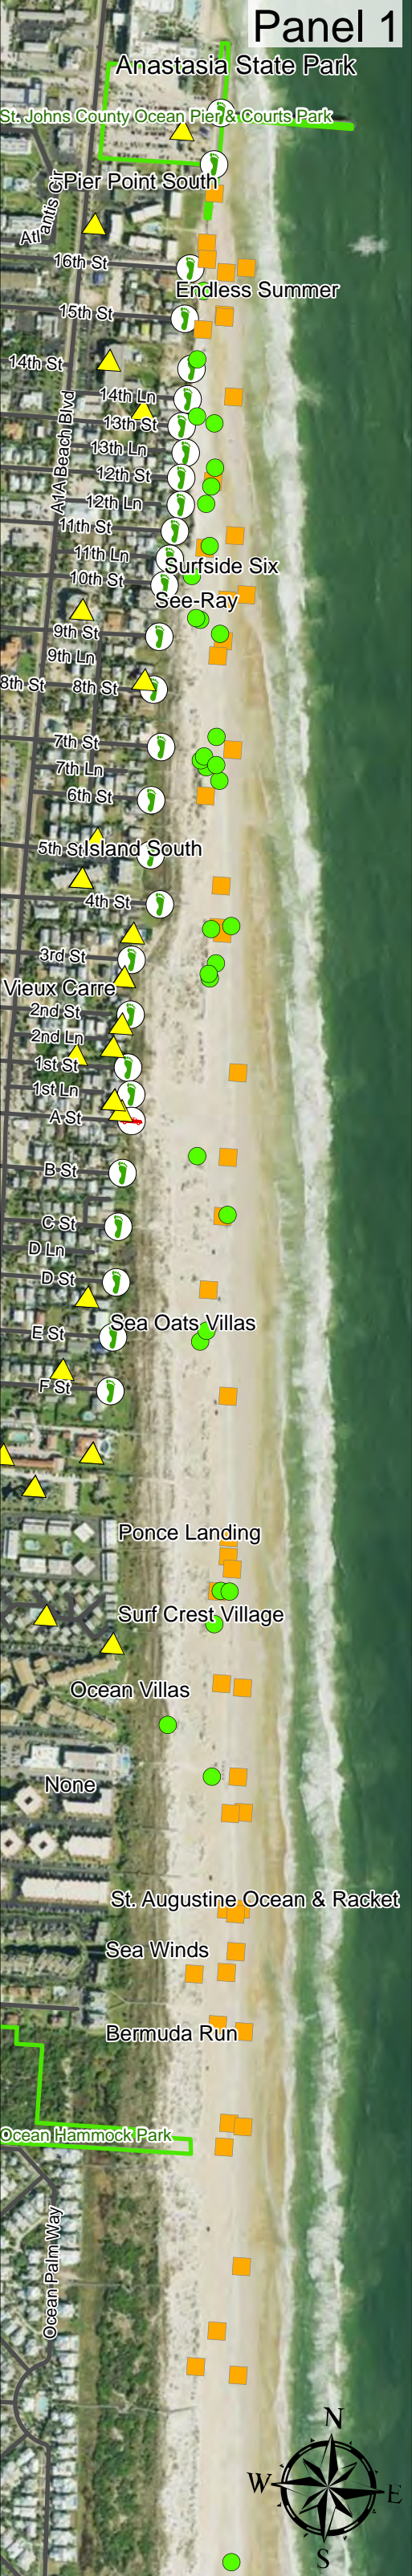 Panel 1
Anastasia State Park
St. Johns County Ocean Pier & Courts Park
Pier Point South
Atlantis Cir
16th St
Endless Summer
15th St
14th St
14th Ln
A1A Beach Blvd
13th St
13th Ln
12th St
12th Ln
11th St
11th Ln
Surfside Six
10th St
See-Ray
9th St
9th Ln
8th St
8th St
7th St
7th Ln
6th St
5th St
Island South
4th St
3rd St
Vieux Carre
2nd St
2nd Ln
1st St
1st Ln
A St
B St
C St
D Ln
D St
Sea Oats Villas
E St
F St
Ponce Landing
Surf Crest Village
Ocean Villas
None
St. Augustine Ocean & Racket
Sea Winds
Bermuda Run
Ocean Hammock Park
Ocean Palm Way
N
W
E
S